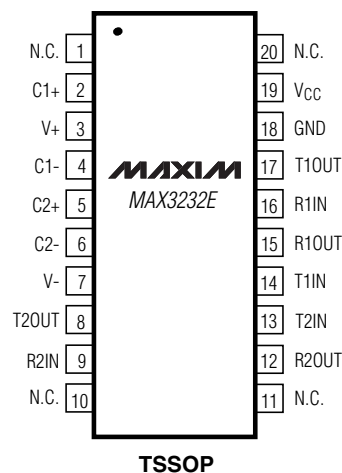 N.C. 1 20 N.C.
C1+ 2 19 VCC
V+ 3 18 GND
C1- 4 MAXIM 17 T1OUT
C2+ 5 MAX3232E 16 R1IN
C2- 6 15 R1OUT
V- 7 14 T1IN
T2OUT 8 13 T2IN
R2IN 9 12 R2OUT
N.C. 10 11 N.C.
TSSOP